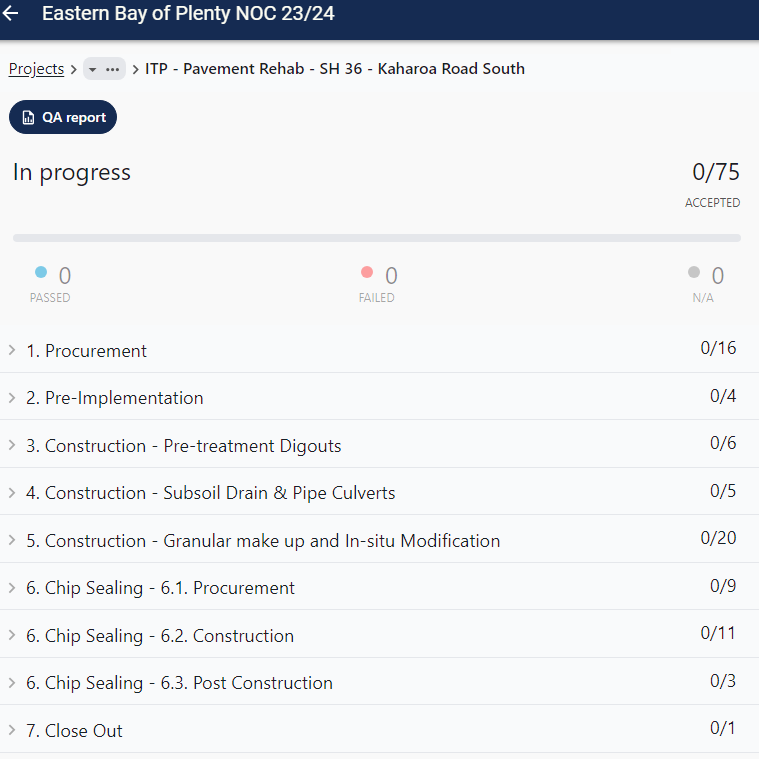 Eastern Bay of Plenty NOC 23/24
Projects > ... > ITP - Pavement Rehab - SH 36 - Kaharoa Road South
QA report
In progress 0/75
ACCEPTED
0 0 0
PASSED FAILED N/A
1. Procurement 0/16
2. Pre-Implementation 0/4
3. Construction - Pre-treatment Digouts 0/6
4. Construction - Subsoil Drain & Pipe Culverts 0/5
5. Construction - Granular make up and In-situ Modification 0/20
6. Chip Sealing - 6.1. Procurement 0/9
6. Chip Sealing - 6.2. Construction 0/11
6. Chip Sealing - 6.3. Post Construction 0/3
7. Close Out 0/1